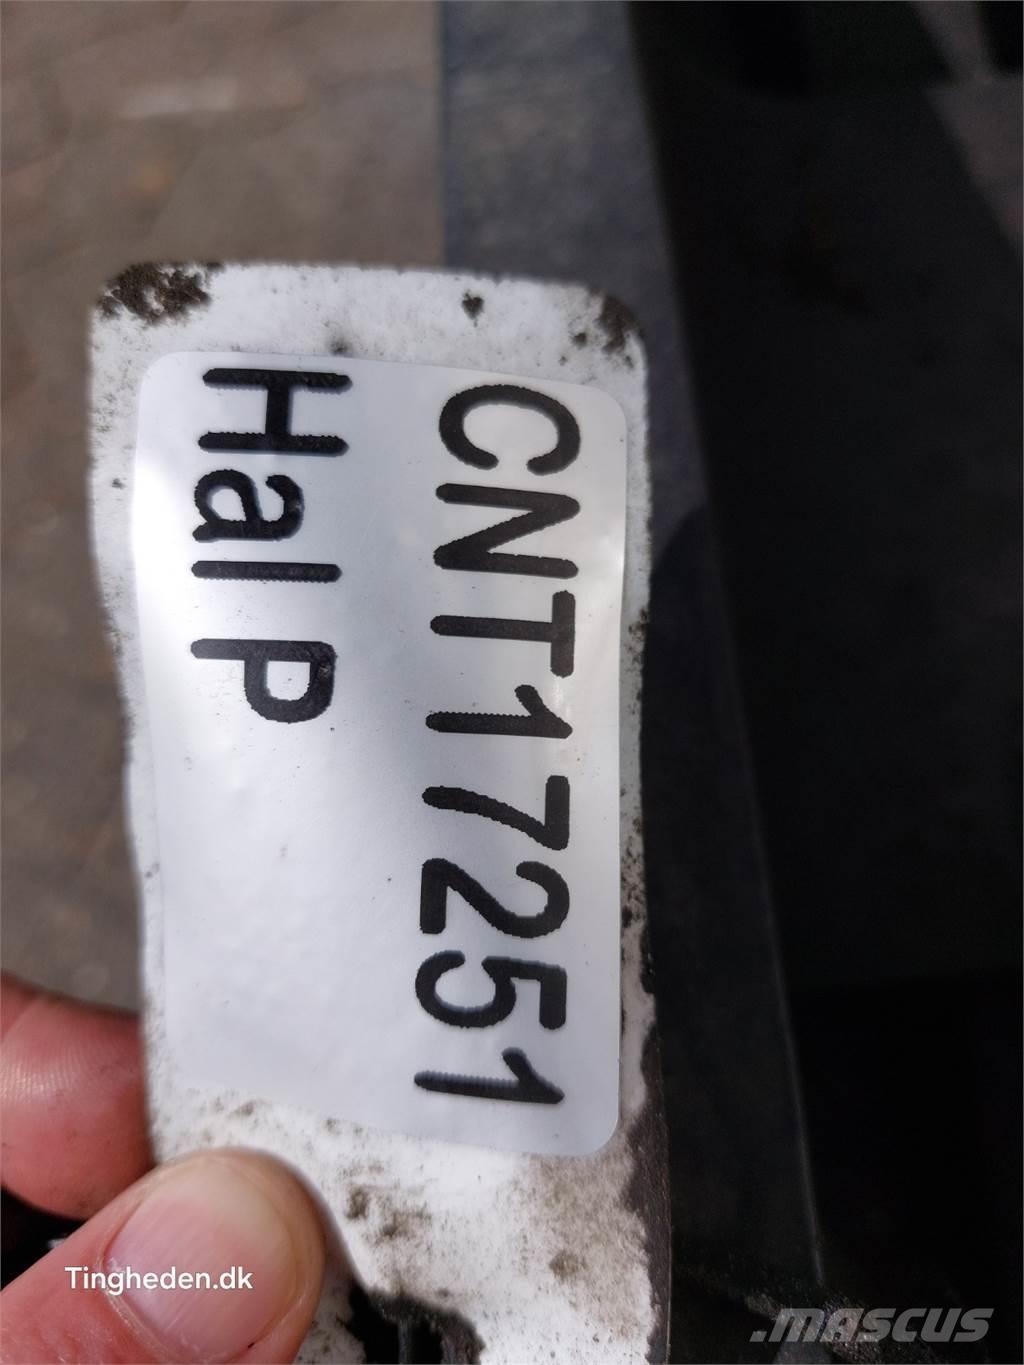 CNT17251
Hal P
Tingheden.dk
.MASCUS